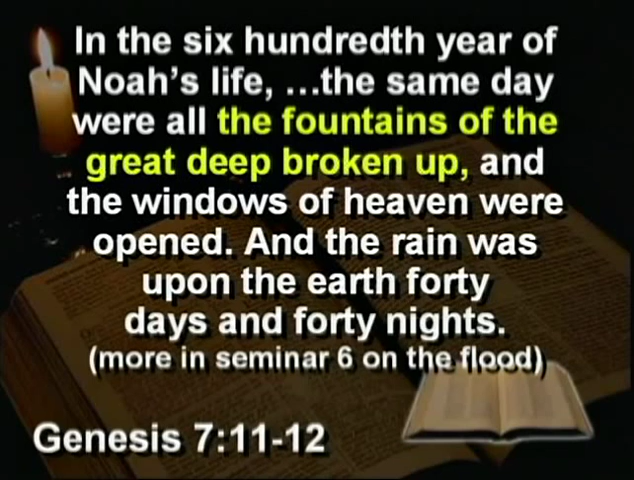 In the six hundredth year of
Noah's life, ...the same day
were all the fountains of the
great deep broken up, and
the windows of heaven were
opened. And the rain was
upon the earth forty
days and forty nights.
(more in seminar 6 on the flood)
Genesis 7:11-12